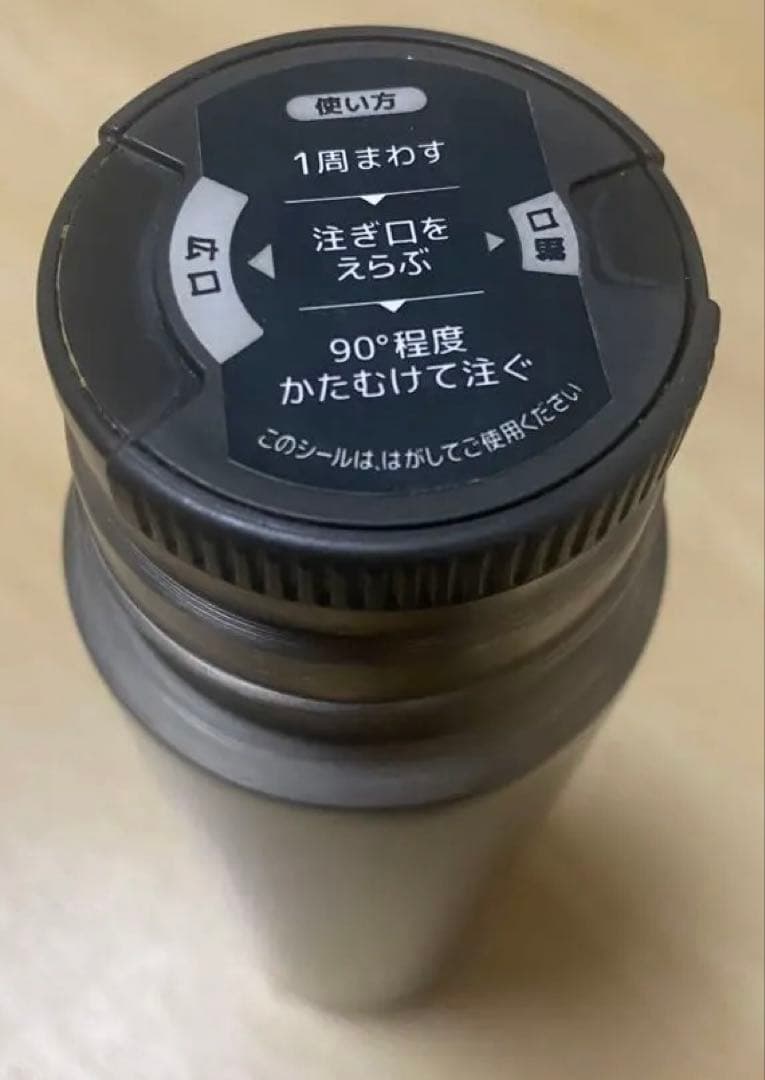 使い方
1周まわす
広口
注ぎ口を
えらぶ
90°程度
かたむけて注ぐ
このシールは、はがしてご使用ください